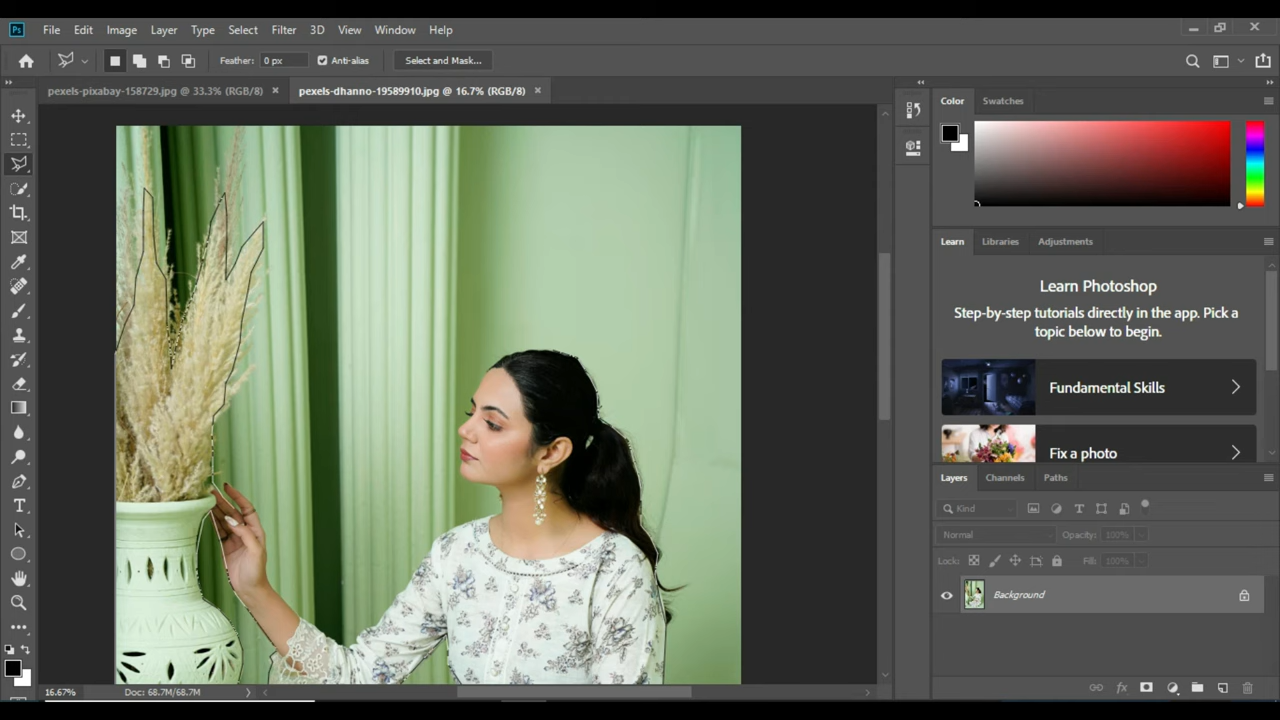 Ps File Edit Image Layer Type Select Filter 3D View Window Help
Feather: 0 px Anti-alias Select and Mask...
pexels-pixabay-158729.jpg @ 33.3% (RGB/8) × pexels-dhanno-19589910.jpg @ 16.7% (RGB/8) ×
Color Swatches
Learn Libraries Adjustments
Learn Photoshop
Step-by-step tutorials directly in the app. Pick a
topic below to begin.
Fundamental Skills
Fix a photo
Layers Channels Paths
Kind
Normal Opacity: 100%
Lock: Fill: 100%
Background
16.67% Doc: 68.7M/68.7M